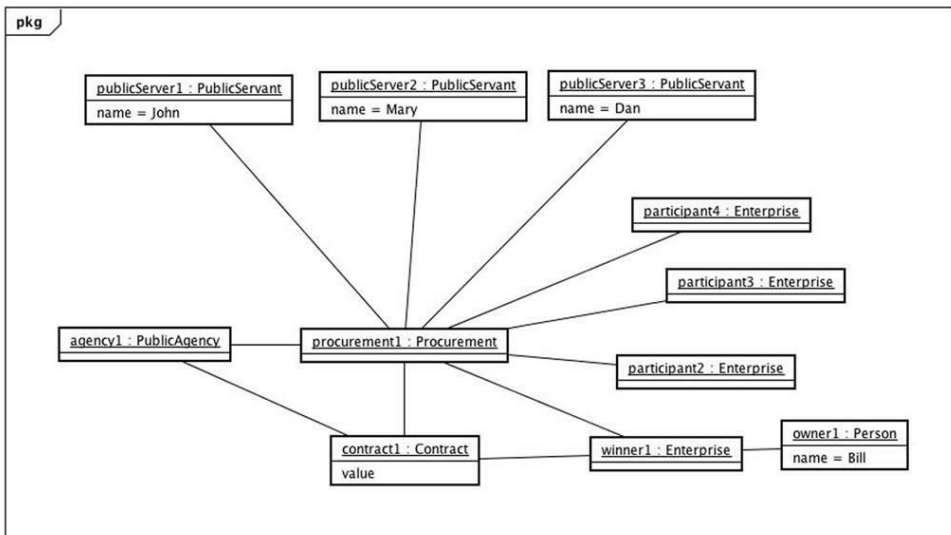 pkg
publicServer1 : PublicServant
name = John
publicServer2 : PublicServant
name = Mary
publicServer3 : PublicServant
name = Dan
participant4 : Enterprise
participant3 : Enterprise
agency1 : PublicAgency
procurement1 : Procurement
participant2 : Enterprise
contract1 : Contract
value
winner1 : Enterprise
owner1 : Person
name = Bill